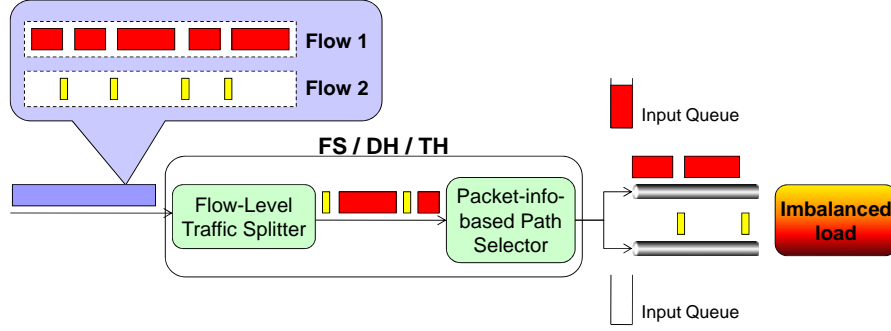 Flow 1
Flow 2
FS / DH / TH
Flow-Level
Traffic Splitter
Packet-info-
based Path
Selector
Input Queue
Imbalanced
load
Input Queue